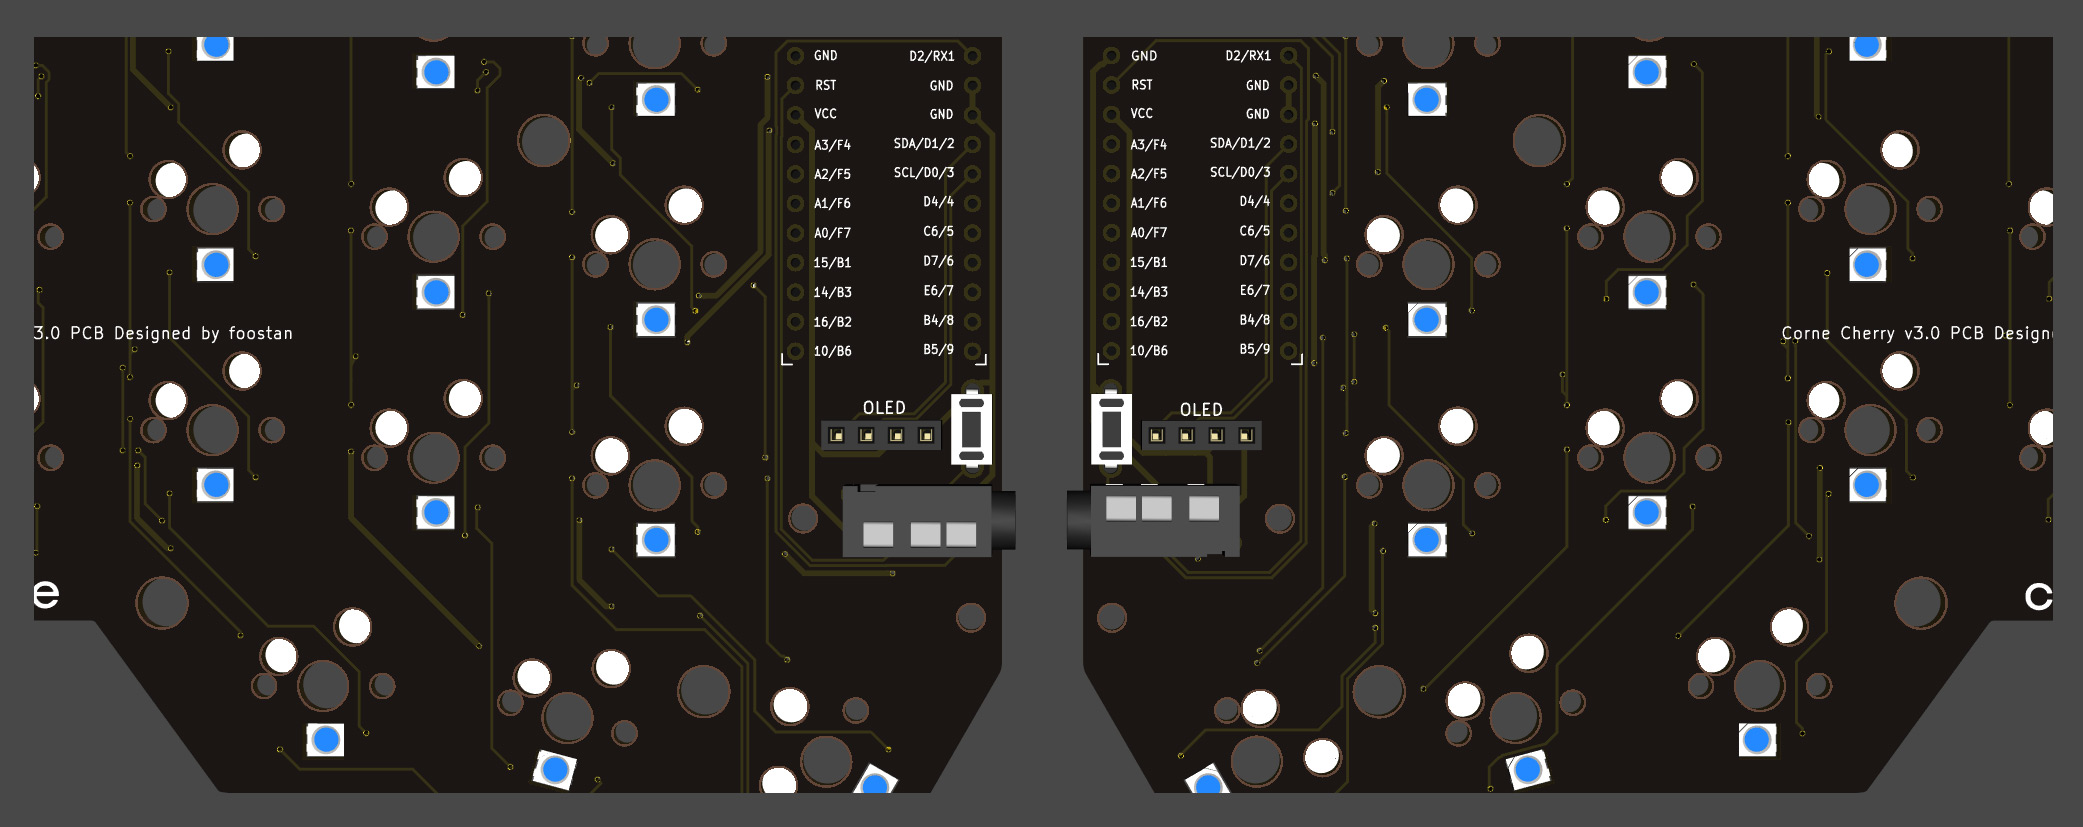 GND D2/RX1
RST GND
VCC GND
A3/F4 SDA/D1/2
A2/F5 SCL/D0/3
A1/F6 D4/4
A0/F7 C6/5
15/B1 D7/6
14/B3 E6/7
16/B2 B4/8
10/B6 B5/9
OLED
3.0 PCB Designed by foostan
e
GND D2/RX1
RST GND
VCC GND
A3/F4 SDA/D1/2
A2/F5 SCL/D0/3
A1/F6 D4/4
A0/F7 C6/5
15/B1 D7/6
14/B3 E6/7
16/B2 B4/8
10/B6 B5/9
OLED
Corne Cherry v3.0 PCB Design
c